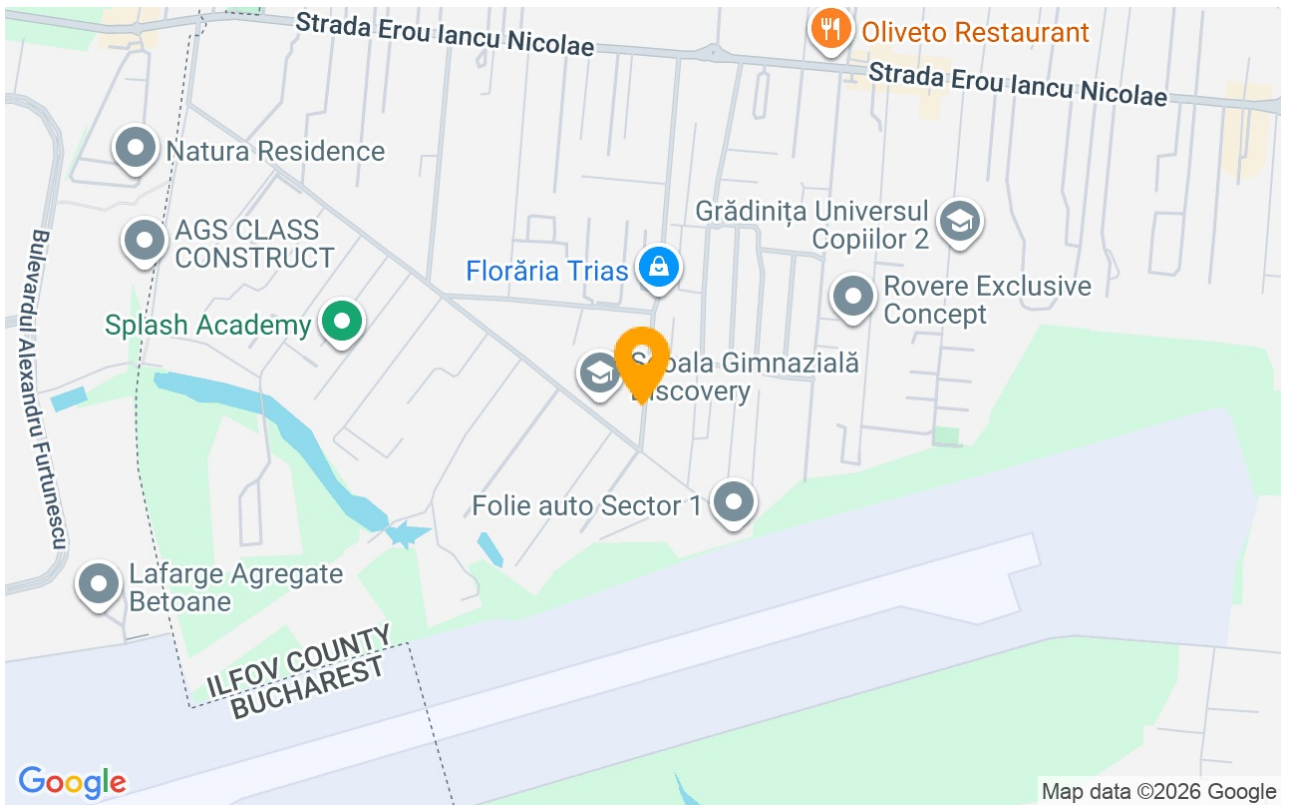 Strada Erou Iancu Nicolae
Oliveto Restaurant
Strada Erou Iancu Nicolae
Natura Residence
Grădinița Universul
Copiilor 2
AGS CLASS
CONSTRUCT
Florăria Trias
Rovere Exclusive
Concept
Splash Academy
Bulevardul Alexandru Furtunescu
Școala Gimnazială
Discovery
Folie auto Sector 1
Lafarge Agregate
Betoane
ILFOV COUNTY
BUCHAREST
Google
Map data ©2026 Google